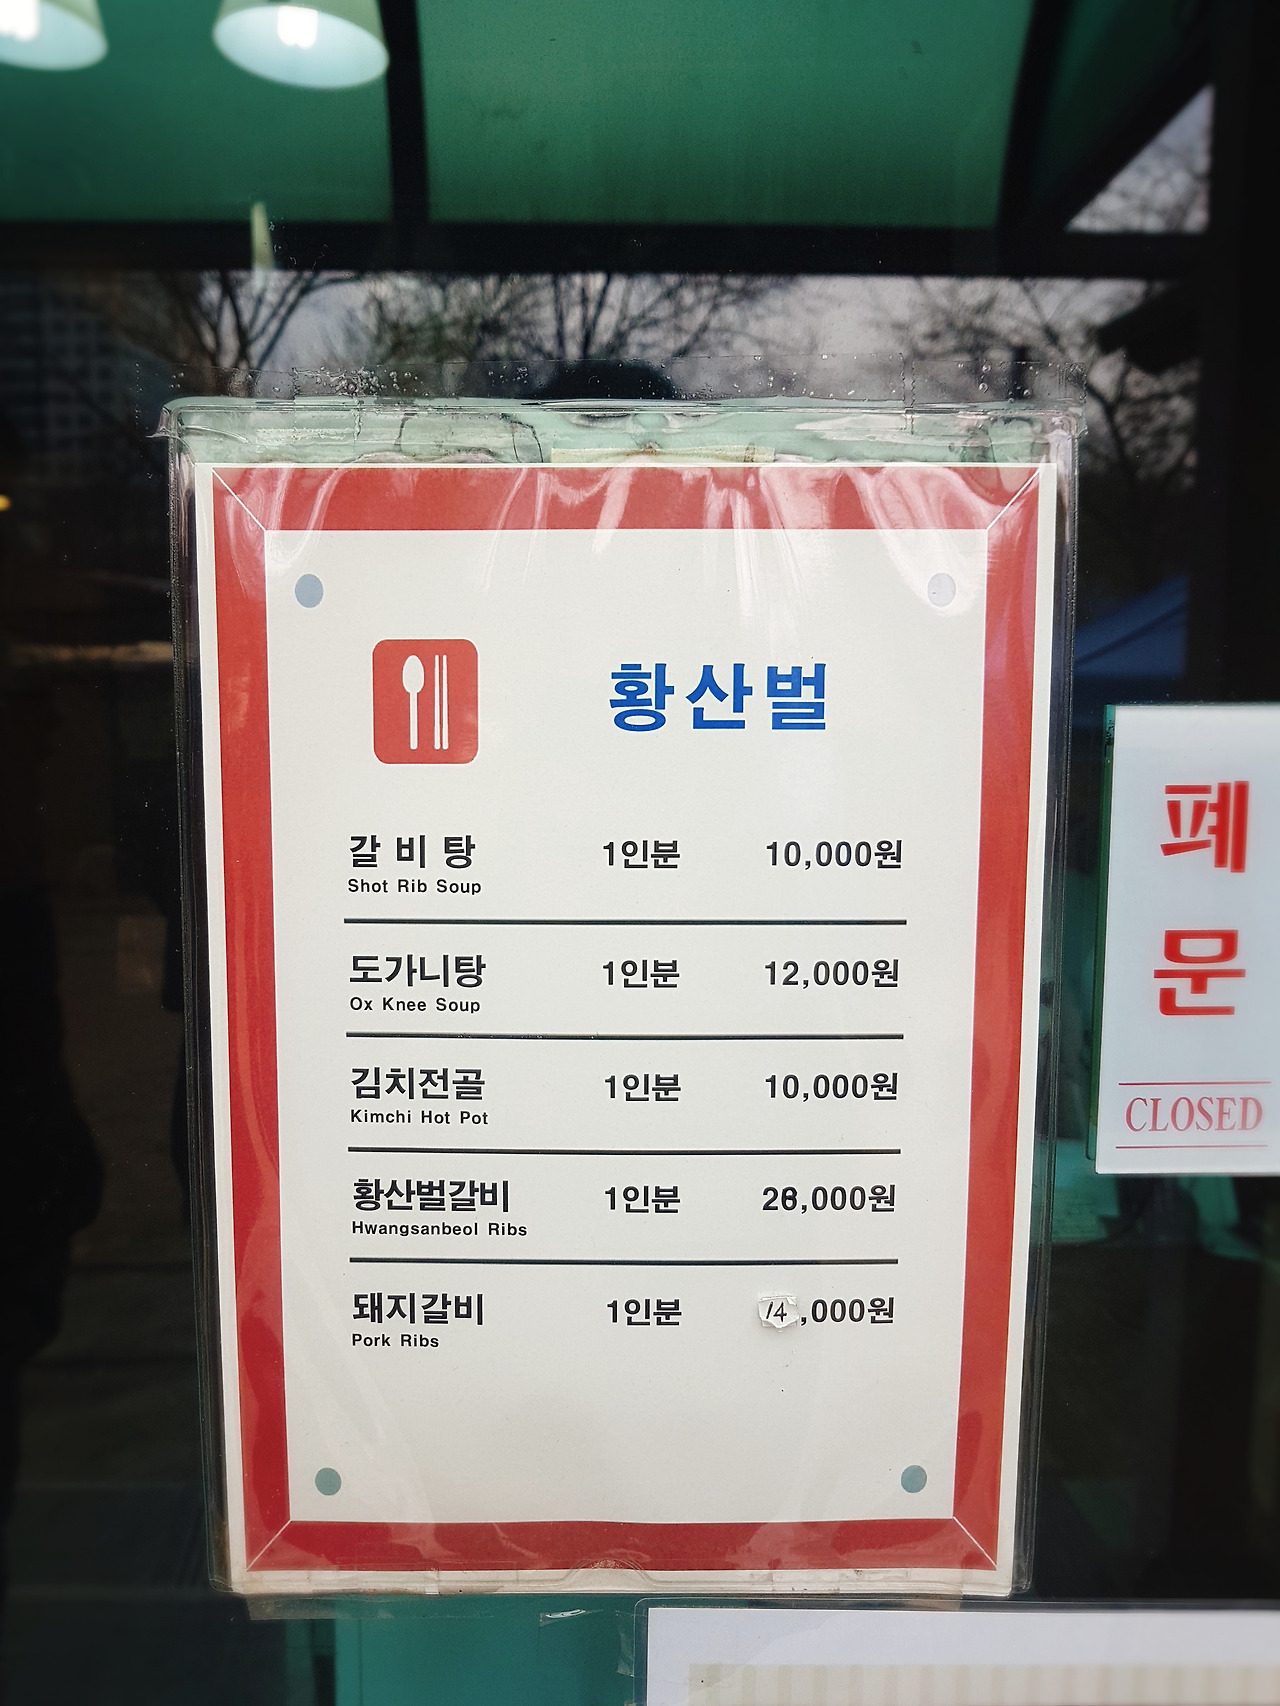 황산벌
갈비탕 1인분 10,000원
Shot Rib Soup
도가니탕 1인분 12,000원
Ox Knee Soup
김치전골 1인분 10,000원
Kimchi Hot Pot
황산벌갈비 1인분 28,000원
Hwangsanbeol Ribs
돼지갈비 1인분 14,000원
Pork Ribs
폐
문
CLOSED